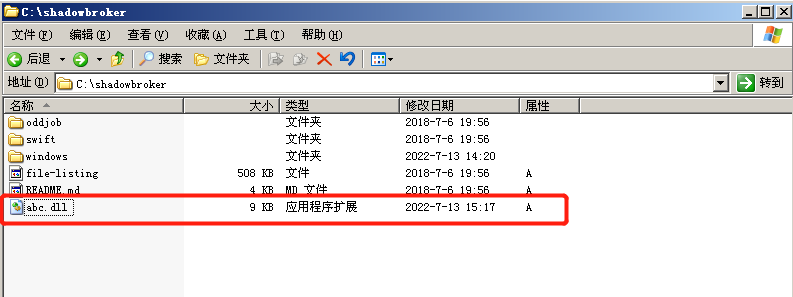 C:\shadowbroker
文件(F) 编辑(E) 查看(V) 收藏(A) 工具(T) 帮助(H)
后退 搜索 文件夹
地址(D) C:\shadowbroker 转到
名称 大小 类型 修改日期 属性
oddjob 文件夹 2018-7-6 19:56
swift 文件夹 2018-7-6 19:56
windows 文件夹 2022-7-13 14:20
file-listing 508 KB 文件 2018-7-6 19:56 A
README.md 4 KB MD 文件 2018-7-6 19:56 A
abc.dll 9 KB 应用程序扩展 2022-7-13 15:17 A